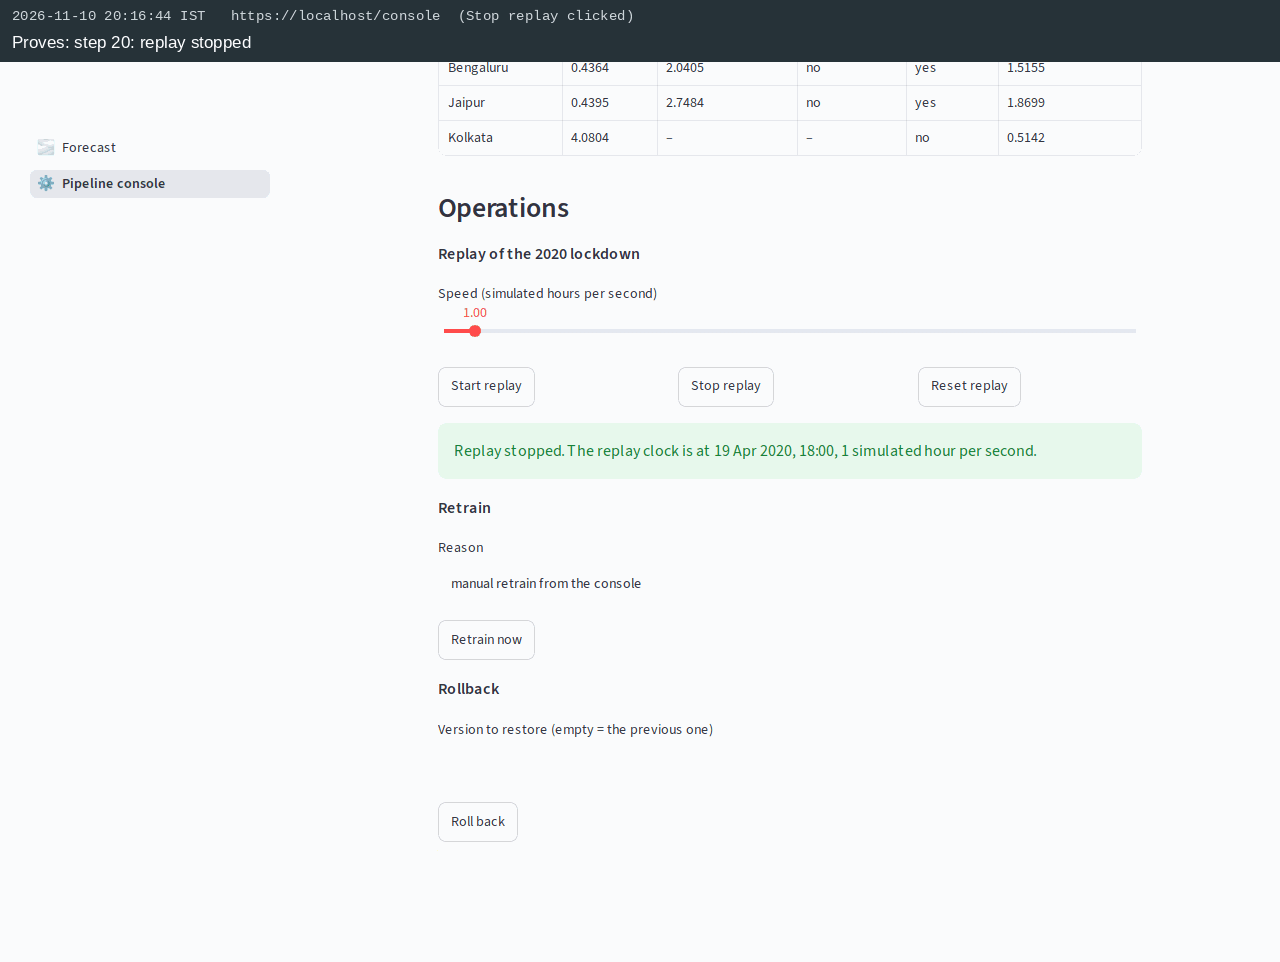 2026-11-10 20:16:44 IST https://localhost/console (Stop replay clicked)
Proves: step 20: replay stopped
Bengaluru 0.4364 2.0405 no yes 1.5155
Jaipur 0.4395 2.7484 no yes 1.8699
Kolkata 4.0804 – – no 0.5142
Forecast
Pipeline console
Operations
Replay of the 2020 lockdown
Speed (simulated hours per second)
1.00
Start replay Stop replay Reset replay
Replay stopped. The replay clock is at 19 Apr 2020, 18:00, 1 simulated hour per second.
Retrain
Reason
manual retrain from the console
Retrain now
Rollback
Version to restore (empty = the previous one)
Roll back